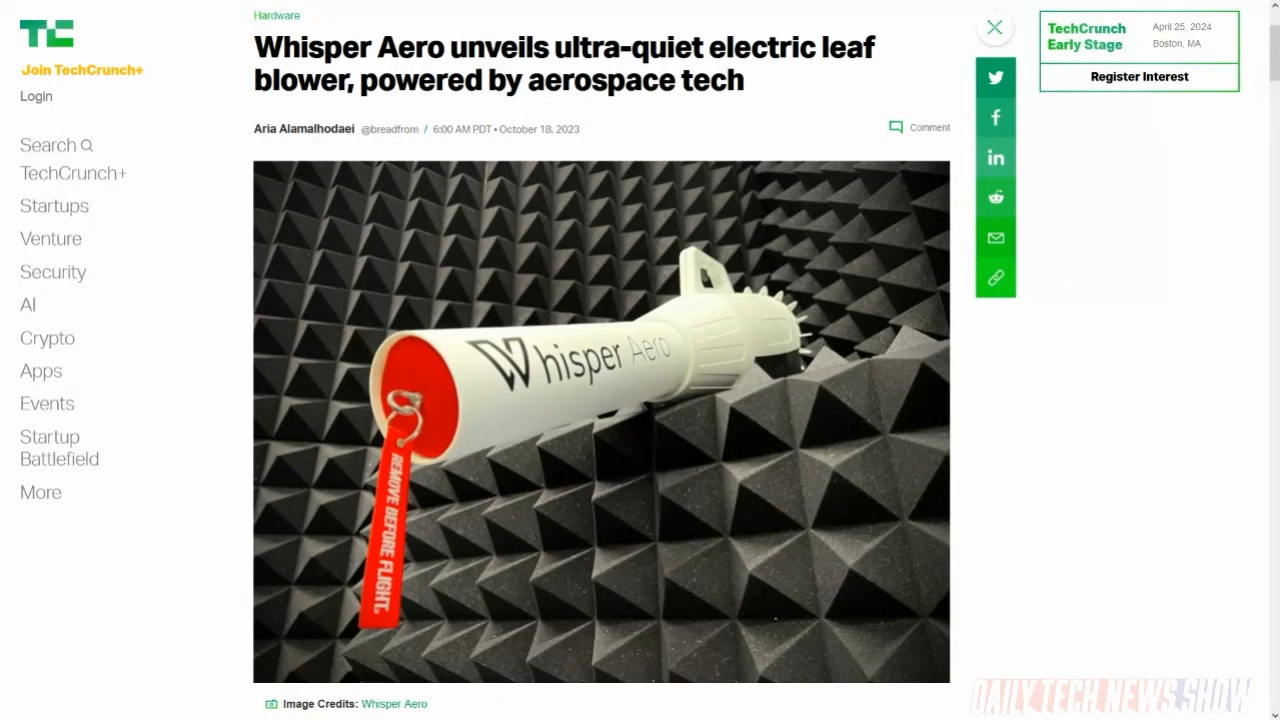 TC
Join TechCrunch+
Login
Search
TechCrunch+
Startups
Venture
Security
AI
Crypto
Apps
Events
Startup
Battlefield
More
Hardware
Whisper Aero unveils ultra-quiet electric leaf
blower, powered by aerospace tech
Aria Alamalhodaei @breadfrom / 6:00 AM PDT • October 18, 2023
Comment
Whisper Aero
REMOVE BEFORE FLIGHT.
Image Credits: Whisper Aero
TechCrunch
Early Stage
April 25, 2024
Boston, MA
Register Interest
DAILY TECH NEWS SHOW